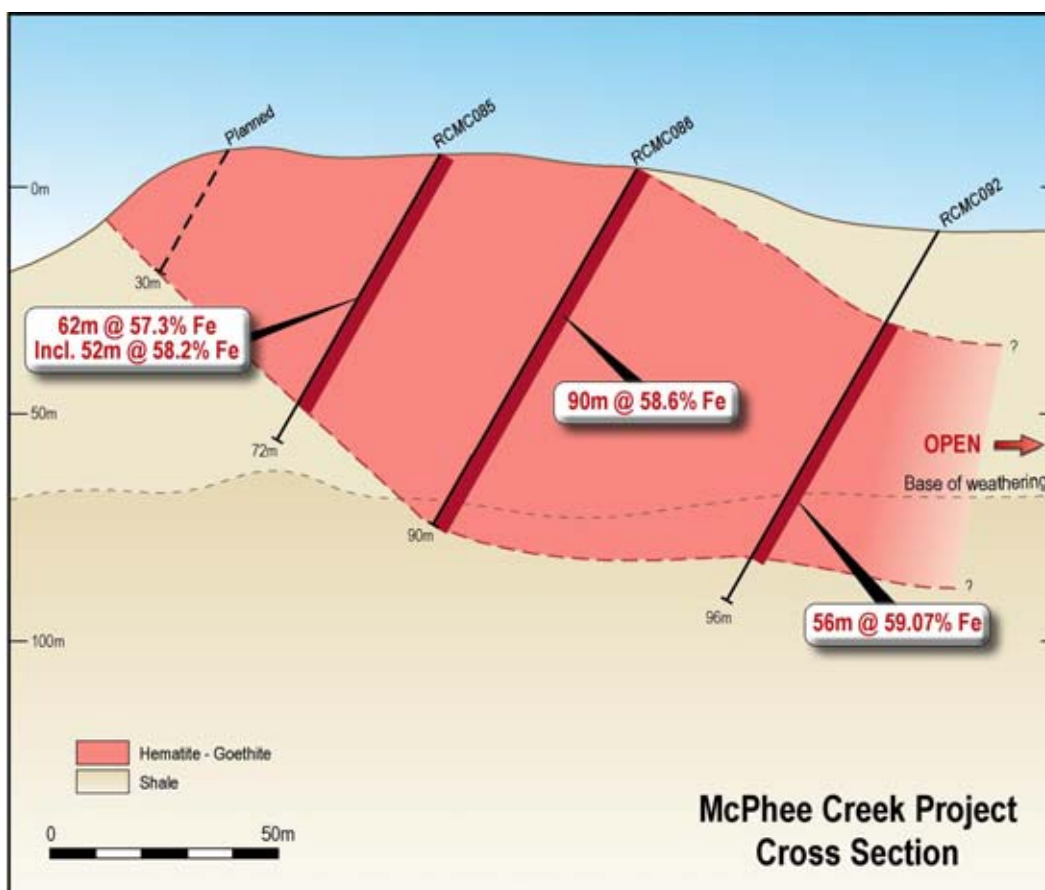 Planned
RCMC085
RCMC086
RCMC092
0m
30m
62m @ 57.3% Fe
Incl. 52m @ 58.2% Fe
?
90m @ 58.6% Fe
50m
72m
OPEN
Base of weathering
90m
?
96m
56m @ 59.07% Fe
100m
Hematite - Goethite
Shale
0 50m
McPhee Creek Project
Cross Section